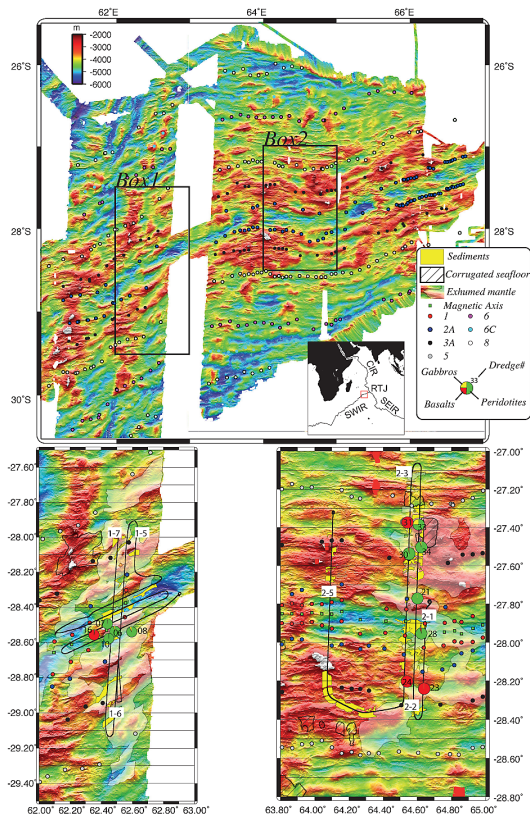 62°E
64°E
66°E
m
-2000
-3000
-4000
-5000
-6000
26°S
26°S
Box1
Box2
28°S
28°S
30°S
Sediments
Corrugated seafloor
Exhumed mantle
Magnetic Axis
1
6
2A
6C
3A
8
5
Gabbros
33
Dredge#
Basalts
Peridotites
CIR
RTJ
SWIR
SEIR
-27.60°
-27.80°
-28.00°
-28.20°
-28.40°
-28.60°
-28.80°
-29.00°
-29.20°
-29.40°
1-7
1-5
08
10
1-6
62.00°
62.20°
62.40°
62.60°
62.80°
63.00°
-27.00°
-27.20°
-27.40°
-27.60°
-27.80°
-28.00°
-28.20°
-28.40°
-28.60°
-28.80°
2-3
2-5
21
2-1
28
23
2-2
63.80°
64.00°
64.20°
64.40°
64.60°
64.80°
65.00°